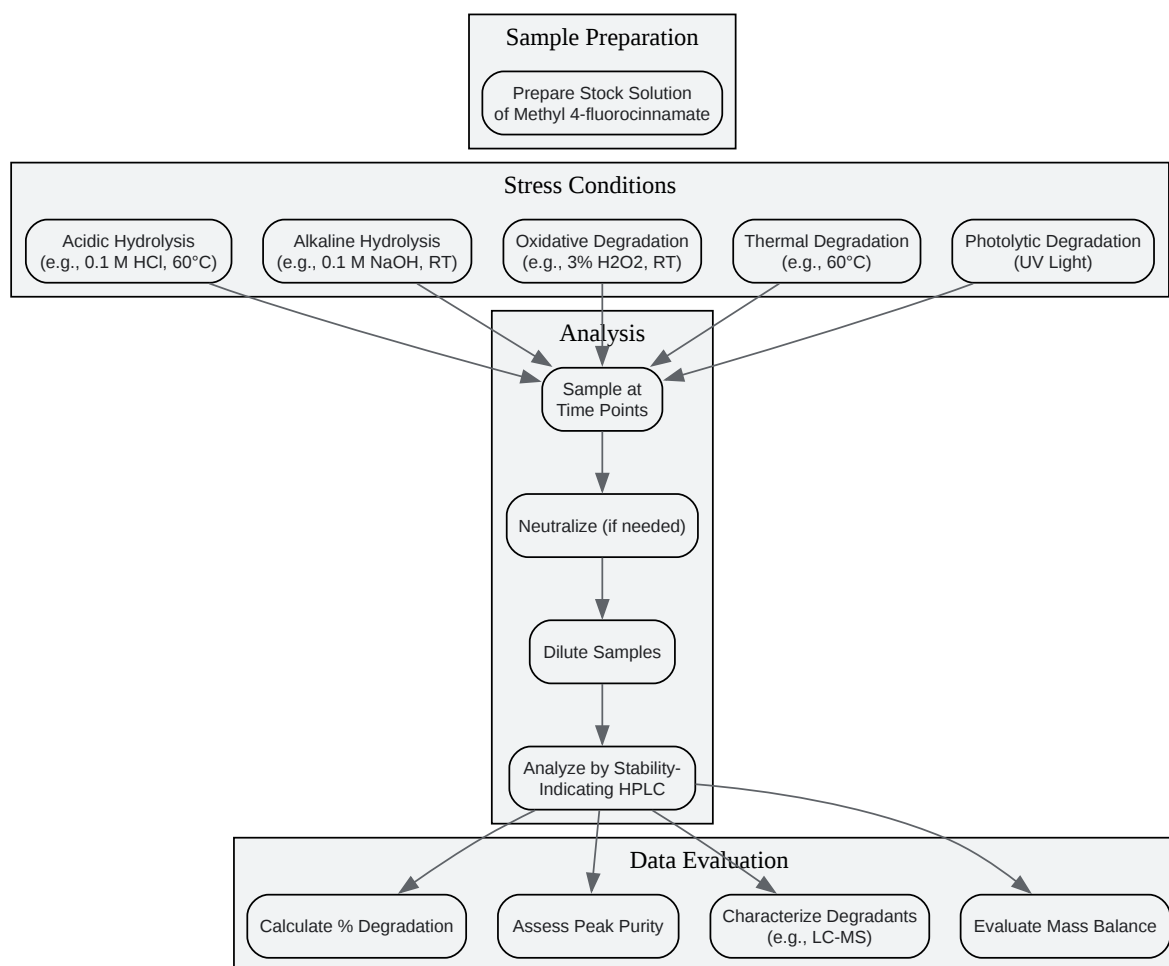 Sample Preparation
Prepare Stock Solution
of Methyl 4-fluorocinnamate
Stress Conditions
Acidic Hydrolysis
(e.g., 0.1 M HCl, 60°C)
Alkaline Hydrolysis
(e.g., 0.1 M NaOH, RT)
Oxidative Degradation
(e.g., 3% H2O2, RT)
Thermal Degradation
(e.g., 60°C)
Photolytic Degradation
(UV Light)
Analysis
Sample at
Time Points
Neutralize (if needed)
Dilute Samples
Analyze by Stability-
Indicating HPLC
Data Evaluation
Calculate % Degradation
Assess Peak Purity
Characterize Degradants
(e.g., LC-MS)
Evaluate Mass Balance